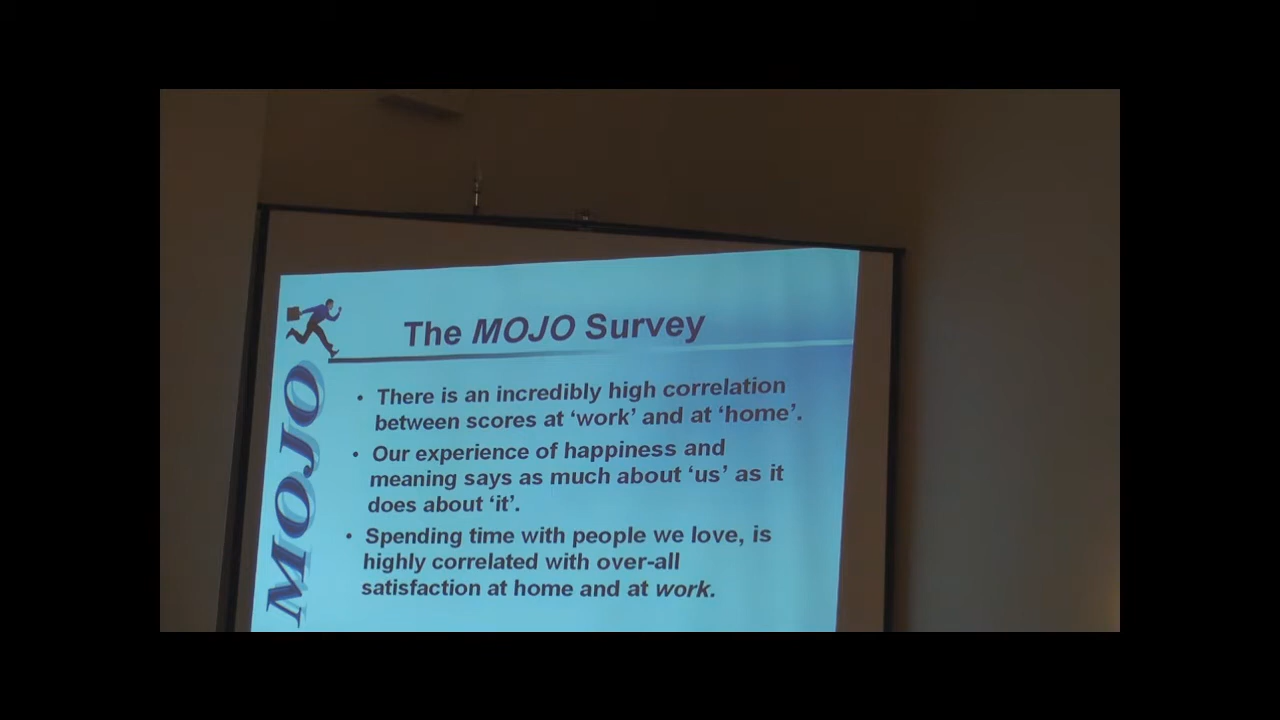 The MOJO Survey
MOJO
• There is an incredibly high correlation
between scores at ‘work’ and at ‘home’.
• Our experience of happiness and
meaning says as much about ‘us’ as it
does about ‘it’.
• Spending time with people we love, is
highly correlated with over-all
satisfaction at home and at work.